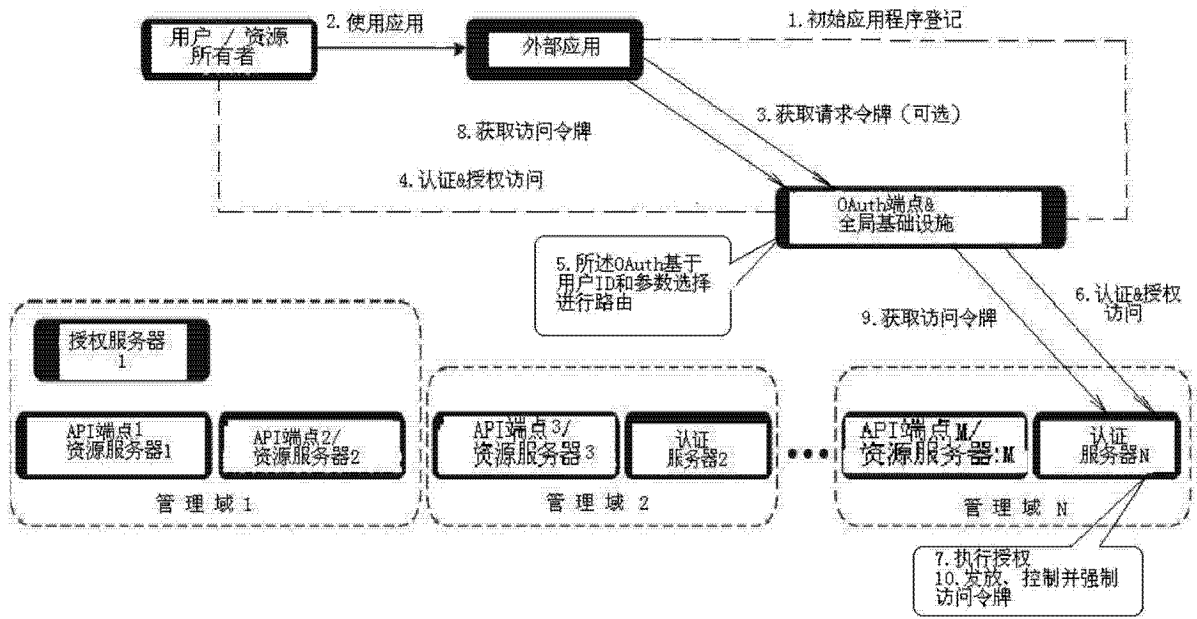 1.初始应用程序登记
2.使用应用
用户 / 资源
所有者
外部应用
3.获取请求令牌（可选）
8.获取访问令牌
4.认证&授权访问
OAuth端点&
全局基础设施
5.所述OAuth基于
用户ID和参数选择
进行路由
6.认证&授权
访问
9.获取访问令牌
授权服务器
1
API端点1
资源服务器1
API端点2/
资源服务器2
管 理 域 1
API端点3/
资源服务器3
认证
服务器2
管 理 域 2
API端点M/
资源服务器M
认证
服务器N
管 理 域 N
7.执行授权
10.发放、控制并强制
访问令牌